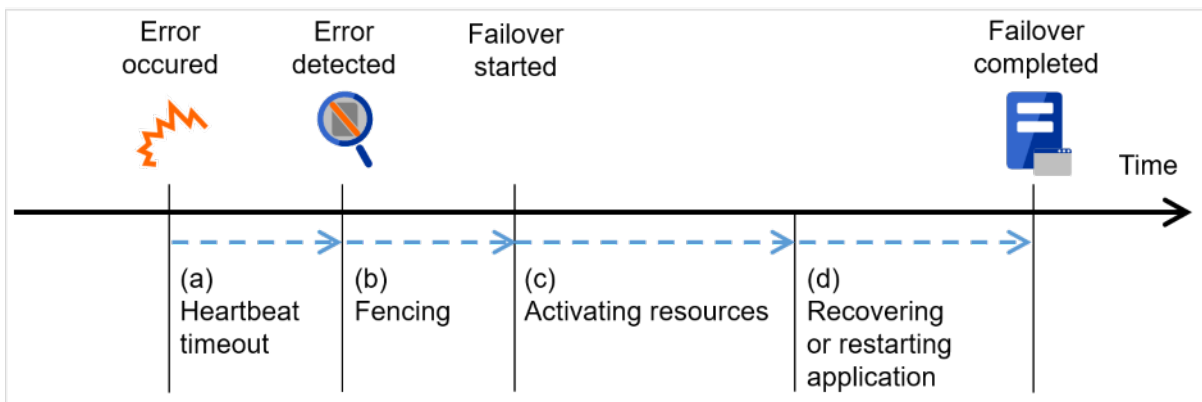 Error
occured
Error
detected
Failover
started
Failover
completed
Time
(a)
Heartbeat
timeout
(b)
Fencing
(c)
Activating resources
(d)
Recovering
or restarting
application